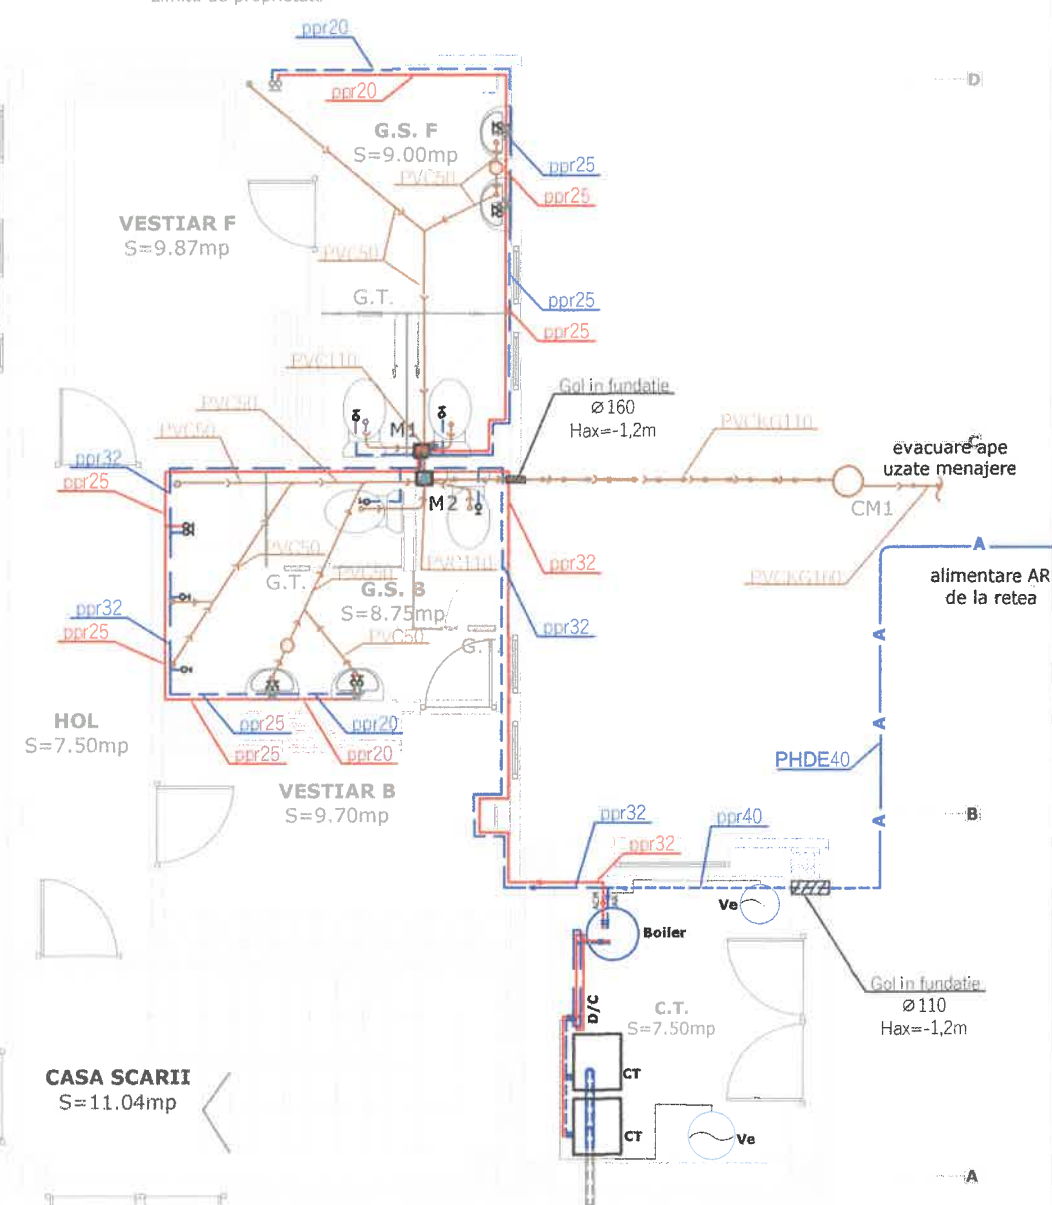 Limita de proprietate
ppr20
D
ppr20
G.S. F
S=9.00mp
ppr25
PVC50
ppr25
VESTIAR F
S=9.87mp
PVC50
G.T.
ppr25
ppr25
PVC110
Gol in fundatie
Ø160
Hax=-1,2m
PVC50
PVC50
M1
PVCKG110
C
evacuare ape
uzate menajere
ppr32
ppr25
M2
CM1
PVC50
G.T.
PVC50
PVC110
ppr32
A
PVCKG160
alimentare AR
de la retea
G.S. B
S=8.75mp
ppr32
ppr25
PVC50
ppr32
A
G.
HOL
S=7.50mp
ppr25
ppr20
A
ppr25
ppr20
PHDE40
VESTIAR B
S=9.70mp
ppr32
ppr40
B
A
ppr32
ACM
Ve
Boiler
Gol in fundatie
Ø110
Hax=-1,2m
D/C
C.T.
S=7.50mp
CASA SCARII
S=11.04mp
CT
CT
Ve
A